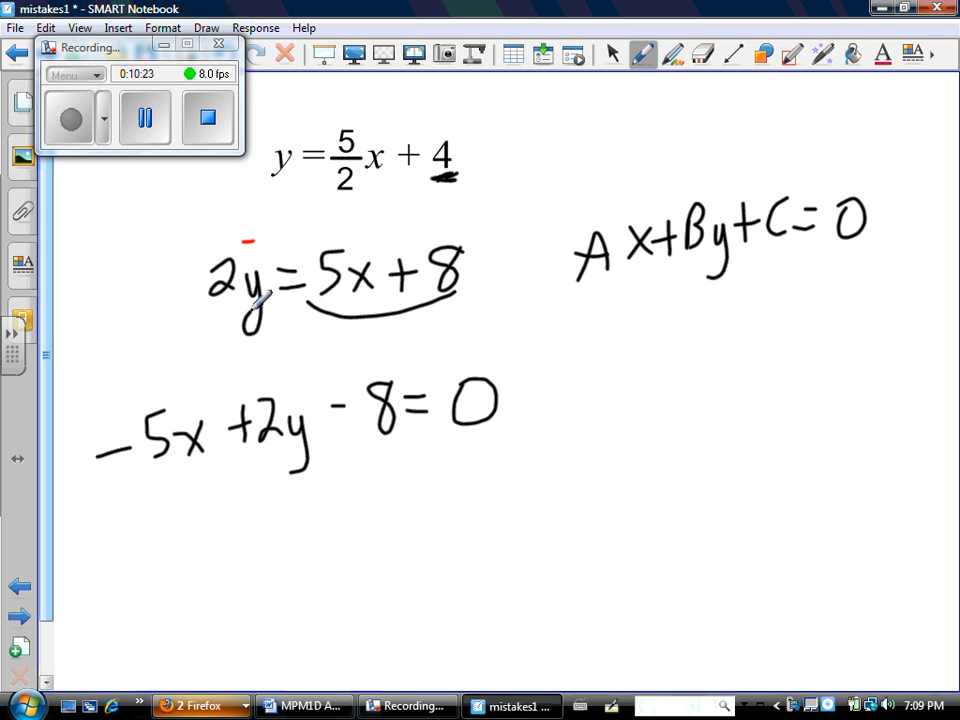 mistakes1 * - SMART Notebook
File Edit View Insert Format Draw Response Help
Recording...
Menu 0:10:23 8.0 fps
y = 5/2 x + 4
2y = 5x + 8
Ax+By+C=0
-5x +2y - 8 = 0
2 Firefox MPM1D A... Recording... mistakes1 ... 7:09 PM